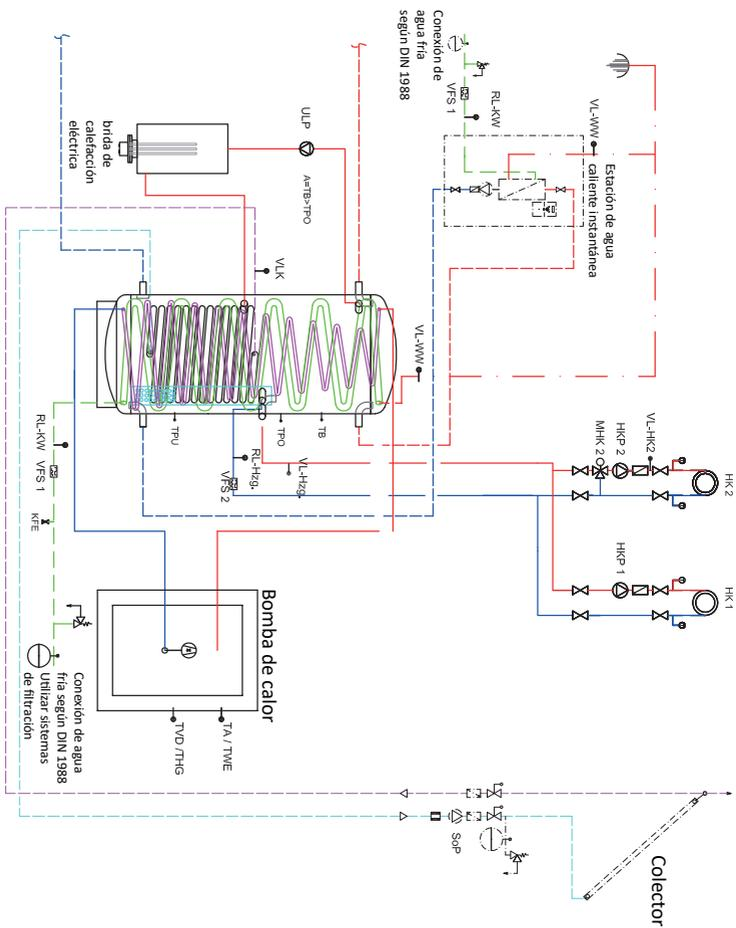 Conexión de
agua fría
según DIN 1988
VFS 1
RL-KW
VL-WW
Estación de agua
caliente instantánea
ULP
A=TB>TPO
brida de
calefacción
eléctrica
VLK
VL-WW
TPU
TPO
TB
RL-Hzg.
VFS 2
VL-Hzg.
RL-KW
VFS 1
KFE
VL-HK2
HKP 2
MHK 2
HK 2
HKP 1
HK 1
Bomba de calor
TVD /THG
TA / TWE
Conexión de agua
fría según DIN 1988
Utilizar sistemas
de filtración
SoP
Colector